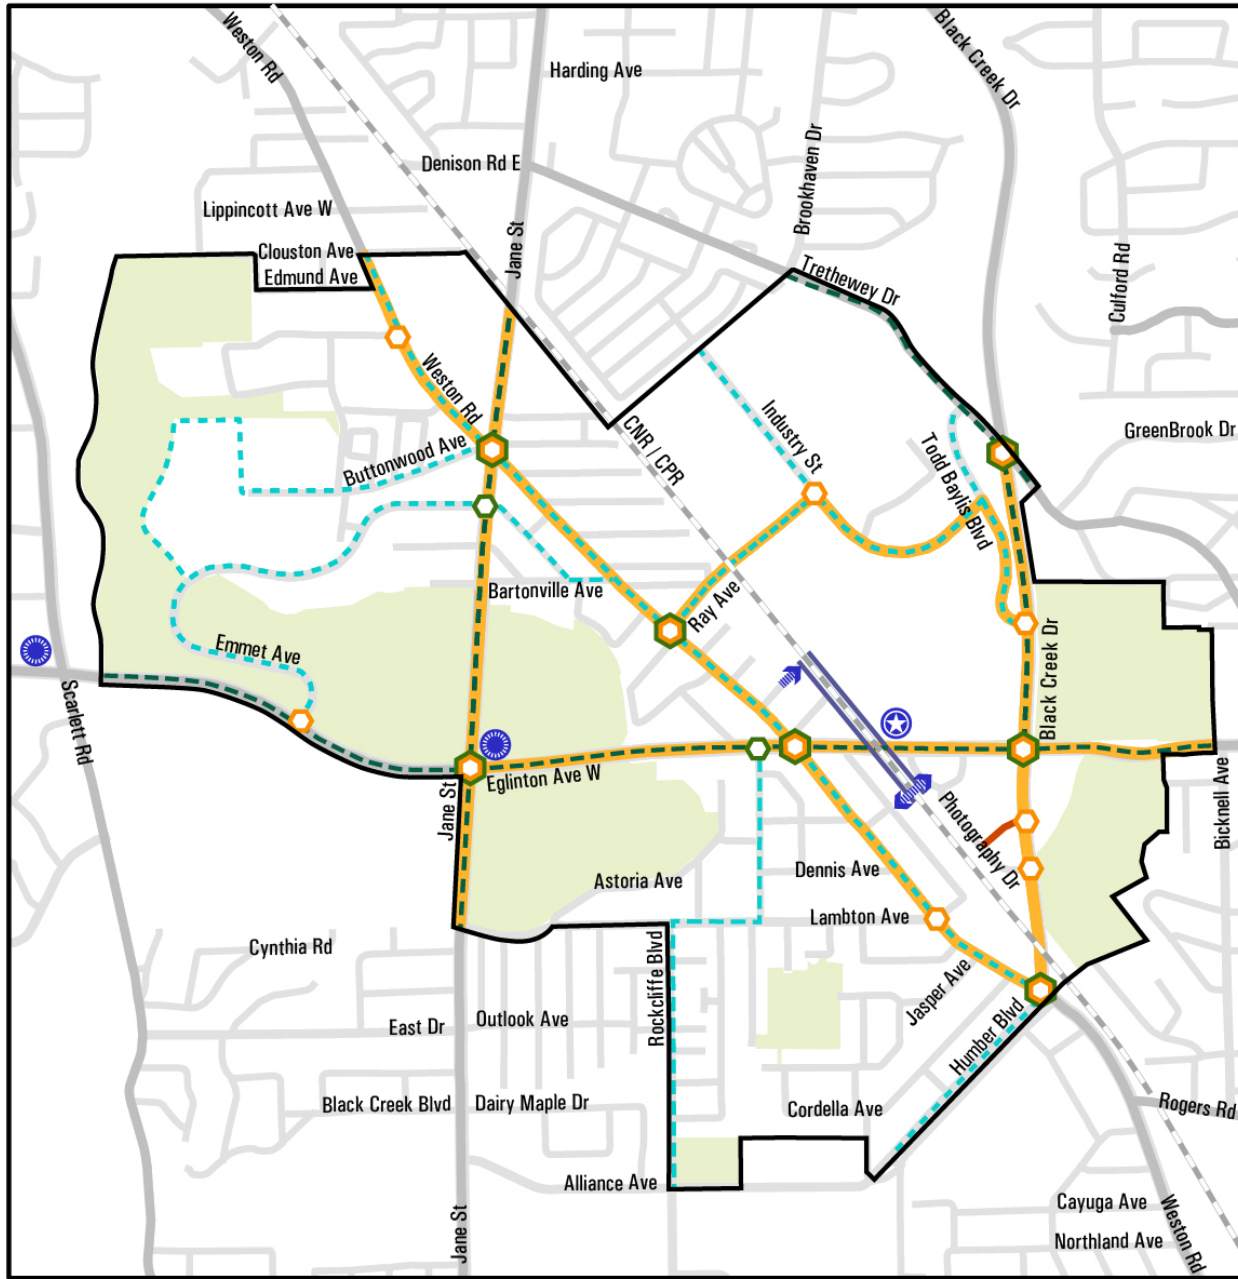 Weston Rd
Black Creek Dr
Harding Ave
Brookhaven Dr
Denison Rd E
Lippincott Ave W
Jane St
Clouston Ave
Edmund Ave
Trethewey Dr
Culford Rd
Weston Rd
Buttonwood Ave
CNR / CPR
Industry St
Todd Baylis Blvd
GreenBrook Dr
Bartonville Ave
Ray Ave
Emmet Ave
Scarlett Rd
Black Creek Dr
Eglinton Ave W
Jane St
Photography Dr
Bicknell Ave
Astoria Ave
Dennis Ave
Lambton Ave
Cynthia Rd
Rockcliffe Blvd
Jasper Ave
East Dr
Outlook Ave
Humber Blvd
Black Creek Blvd
Dairy Maple Dr
Cordella Ave
Rogers Rd
Alliance Ave
Jane St
Cayuga Ave
Northland Ave
Weston Rd